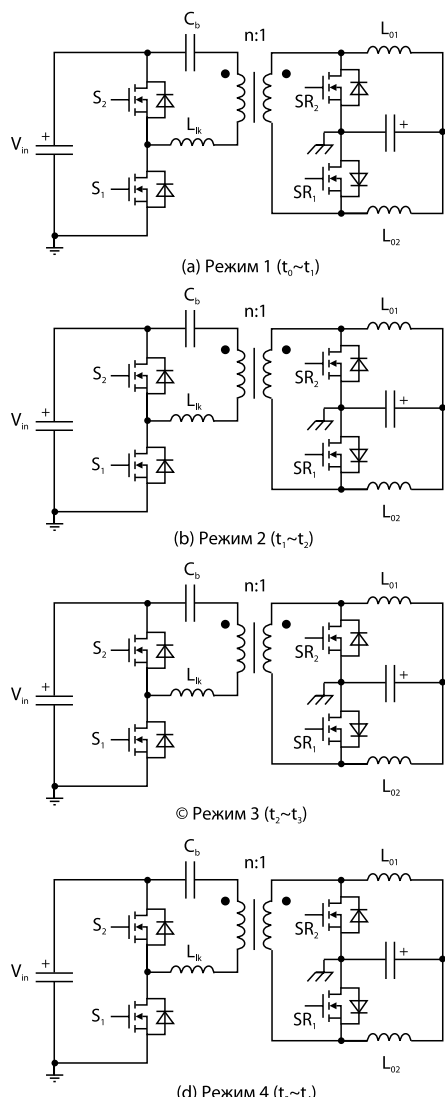 C_b
n:1
L_01
S_2
SR_2
L_lk
+
V_in
+
S_1
SR_1
L_02
(a) Режим 1 (t_0~t_1)
C_b
n:1
L_01
S_2
SR_2
L_lk
+
V_in
+
S_1
SR_1
L_02
(b) Режим 2 (t_1~t_2)
C_b
n:1
L_01
S_2
SR_2
L_lk
+
V_in
+
S_1
SR_1
L_02
© Режим 3 (t_2~t_3)
C_b
n:1
L_01
S_2
SR_2
L_lk
+
V_in
+
S_1
SR_1
L_02
(d) Режим 4